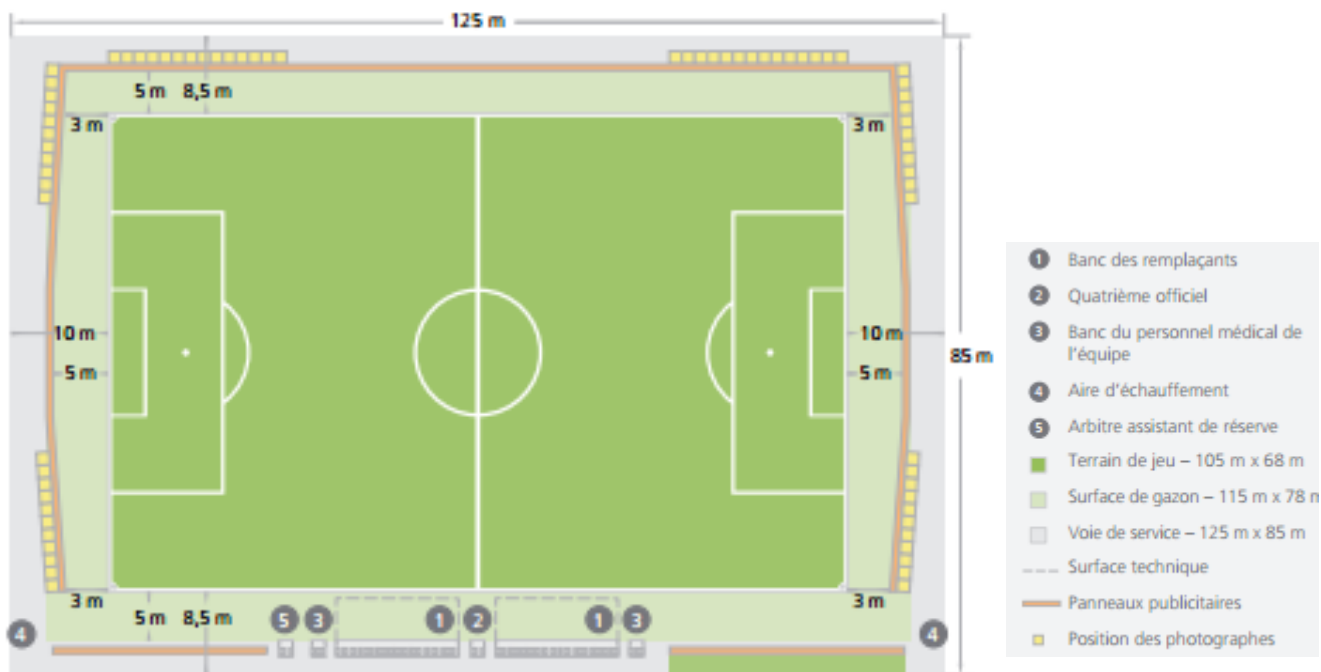 125 m
5 m 8,5 m
3 m 3 m
10 m 10 m
5 m 5 m
85 m
3 m 3 m
5 m 8,5 m
5 3 1 2 1 3
4 4
1 Banc des remplaçants
2 Quatrième officiel
3 Banc du personnel médical de
l'équipe
4 Aire d'échauffement
5 Arbitre assistant de réserve
Terrain de jeu – 105 m x 68 m
Surface de gazon – 115 m x 78 m
Voie de service – 125 m x 85 m
Surface technique
Panneaux publicitaires
Position des photographes